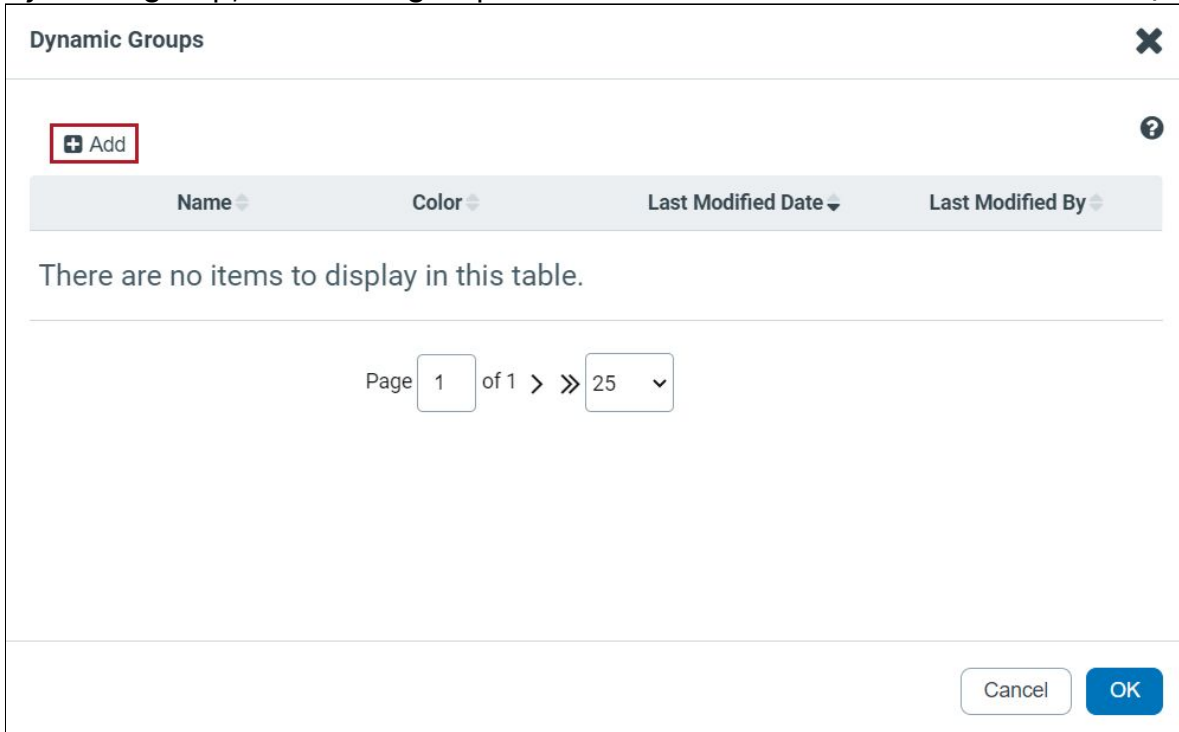 Dynamic Groups
Add
Name Color Last Modified Date Last Modified By
There are no items to display in this table.
Page 1 of 1 25
Cancel OK